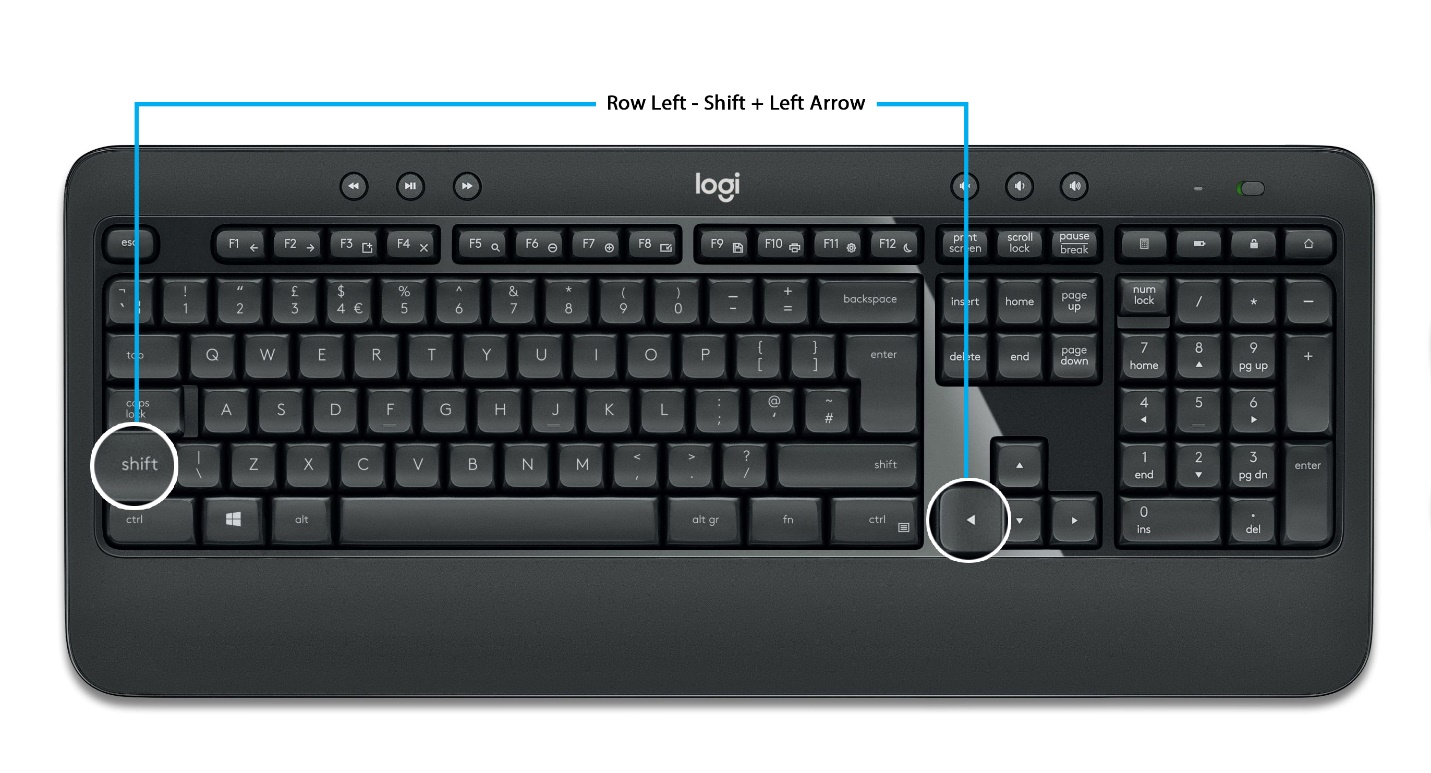 Row Left - Shift + Left Arrow
logi
esc F1 F2 F3 F4 F5 F6 F7 F8 F9 F10 F11 F12 print screen scroll lock pause break
¬ ` ¦ ! 1 “ 2 £ 3 $ 4 € % 5 ^ 6 & 7 * 8 ( 9 ) 0 _ - + = backspace insert home page up num lock / * -
tab Q W E R T Y U I O P { [ } ] enter delete end page down 7 home 8 9 pg up +
caps lock A S D F G H J K L : ; @ ' ~ # 4 5 6
shift | \ Z X C V B N M < , > . ? / shift 1 end 2 3 pg dn enter
ctrl alt alt gr fn ctrl 0 ins . del